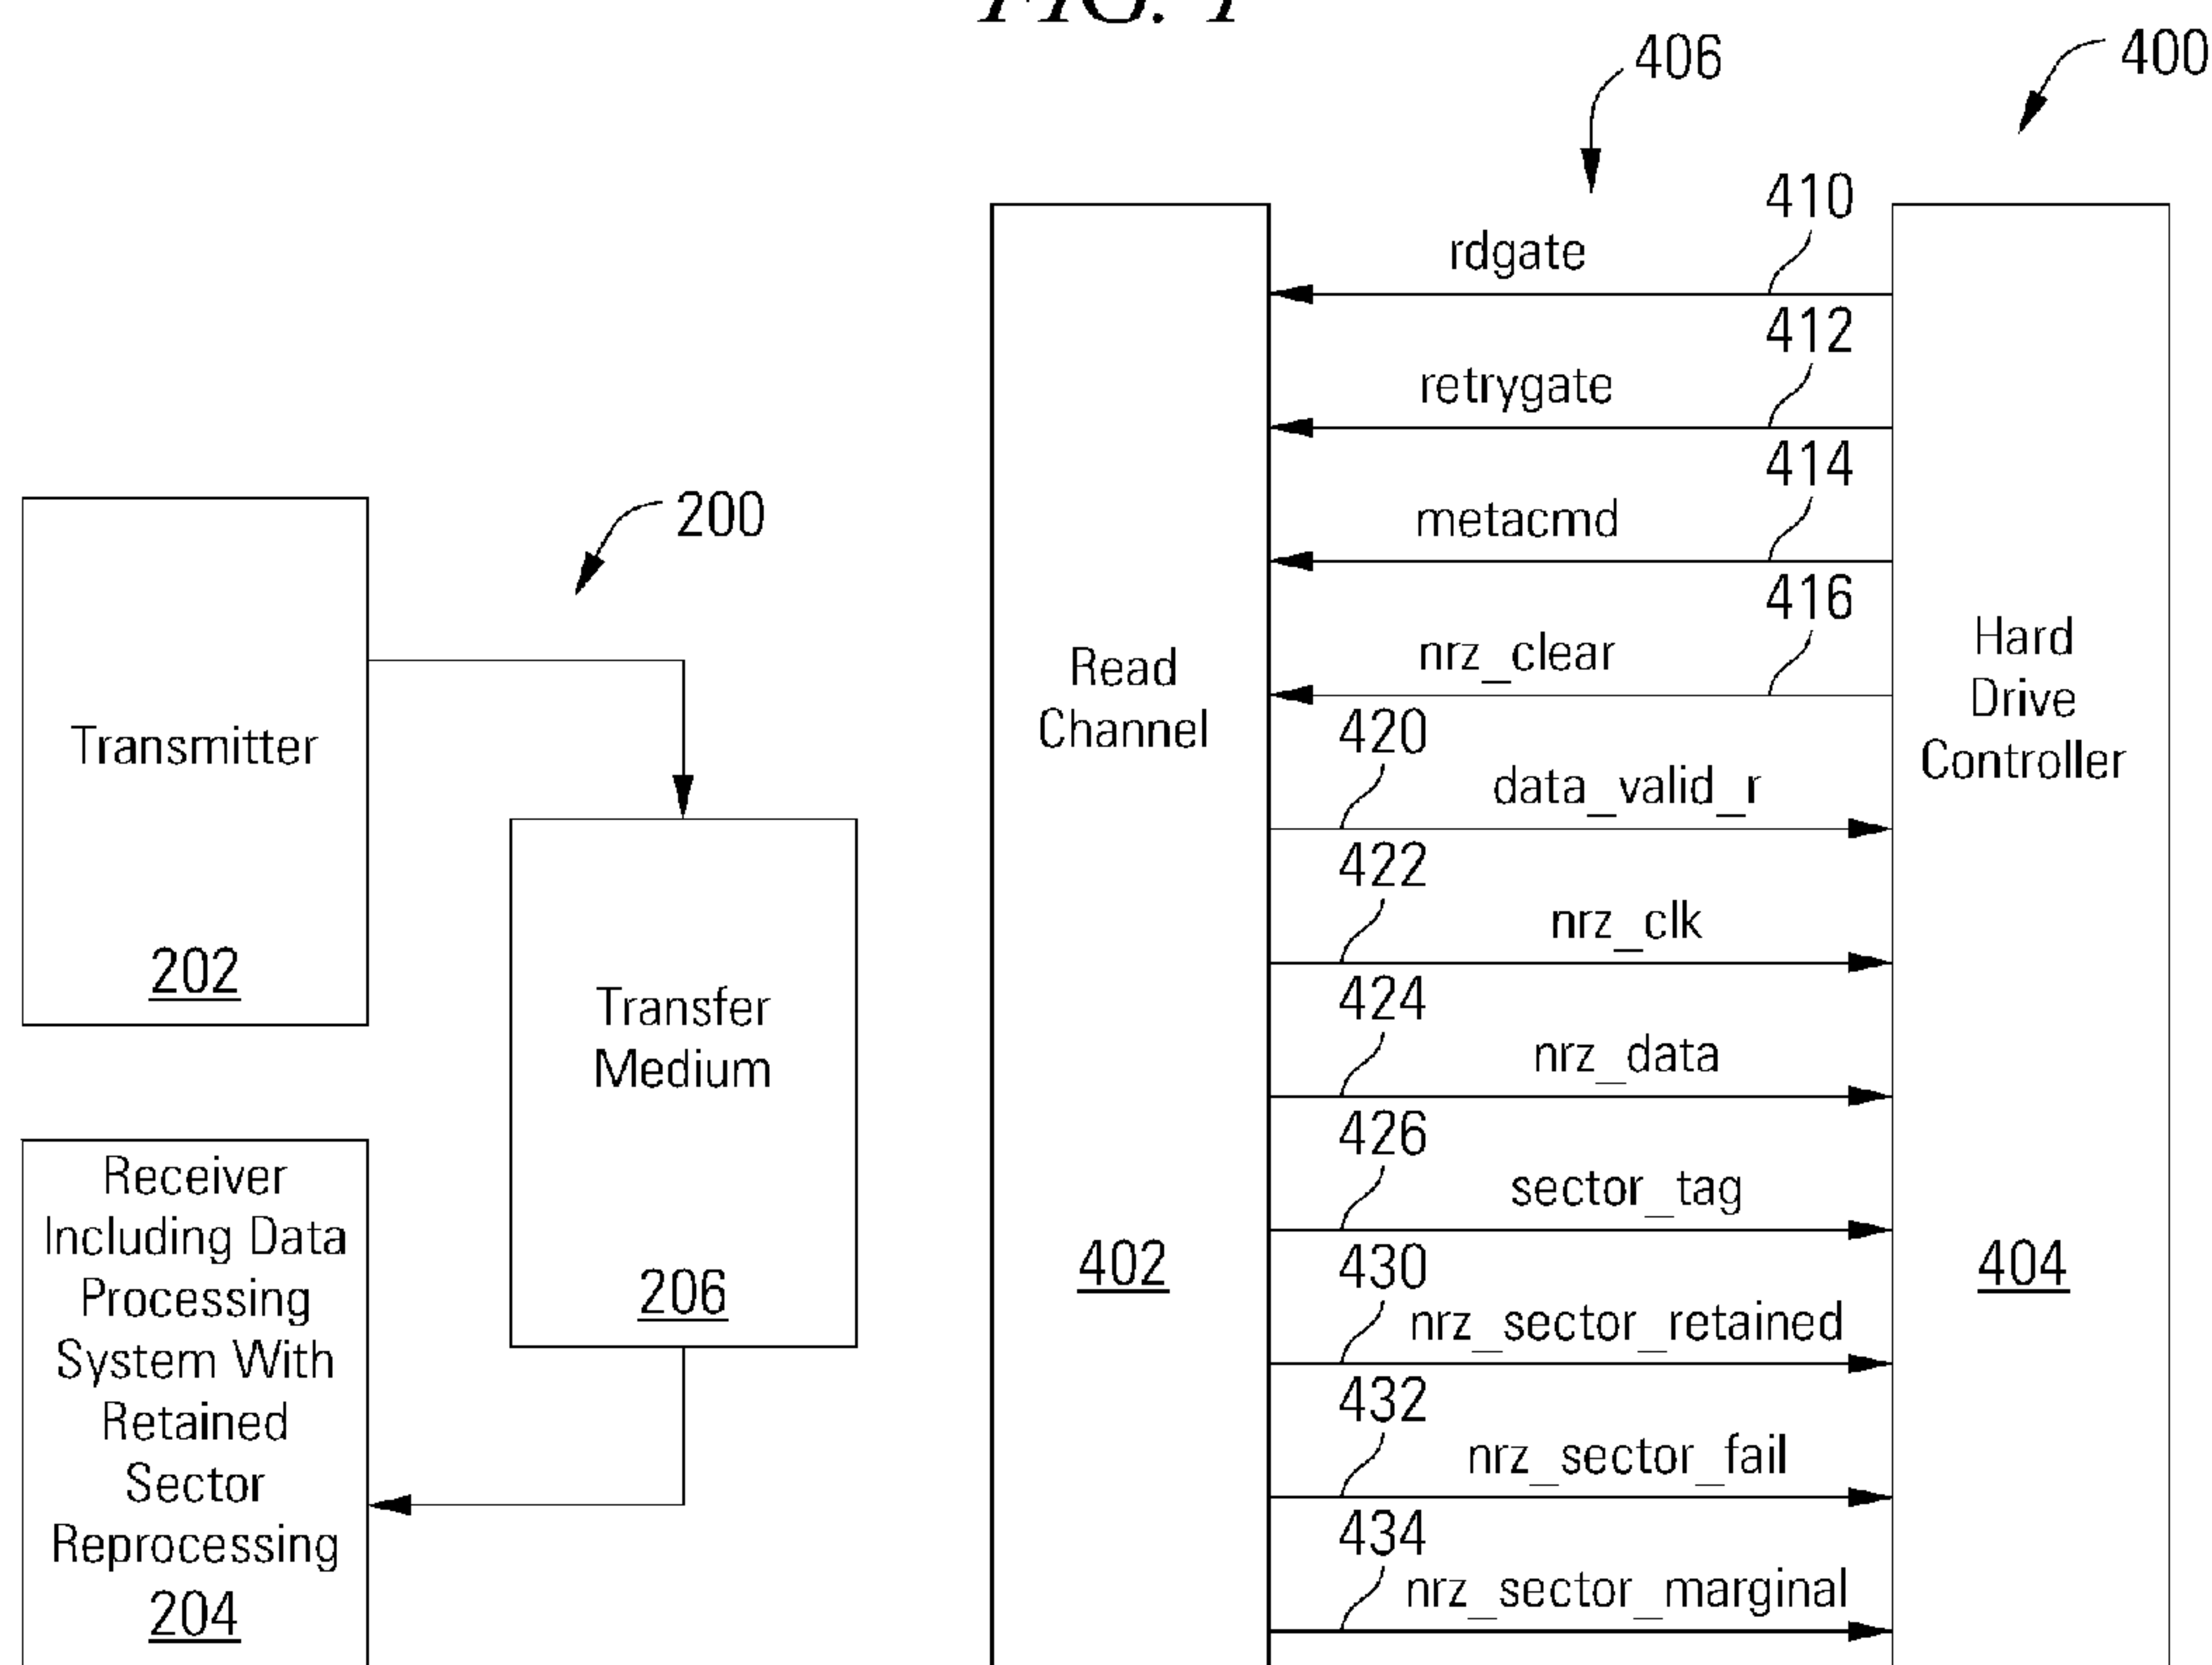 FIG. 1
200
Transmitter
202
Transfer
Medium
206
Receiver
Including Data
Processing
System With
Retained
Sector
Reprocessing
204
406
400
Read
Channel
402
410
rdgate
412
retrygate
414
metacmd
416
nrz_clear
420
data_valid_r
422
nrz_clk
424
nrz_data
426
sector_tag
430
nrz_sector_retained
432
nrz_sector_fail
434
nrz_sector_marginal
Hard
Drive
Controller
404